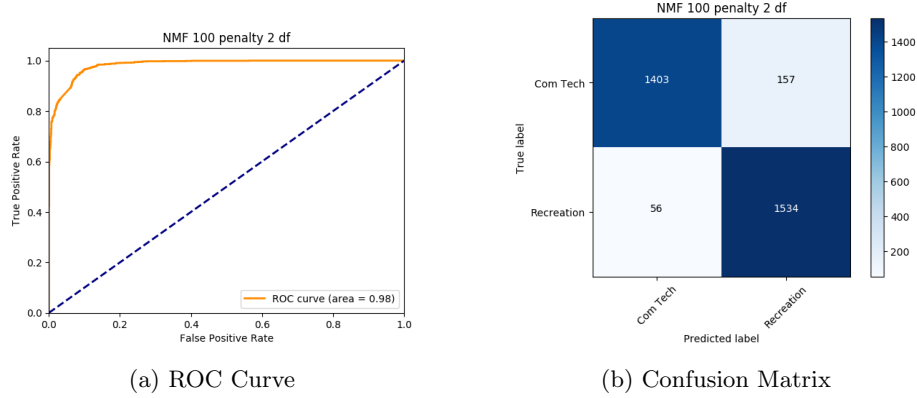 NMF 100 penalty 2 df
1.0
0.8
0.6
0.4
0.2
0.0
True Positive Rate
ROC curve (area = 0.98)
0.0 0.2 0.4 0.6 0.8 1.0
False Positive Rate
(a) ROC Curve
NMF 100 penalty 2 df
True label
Com Tech
1403 157
Recreation
56 1534
Com Tech Recreation
Predicted label
1400
1200
1000
800
600
400
200
(b) Confusion Matrix